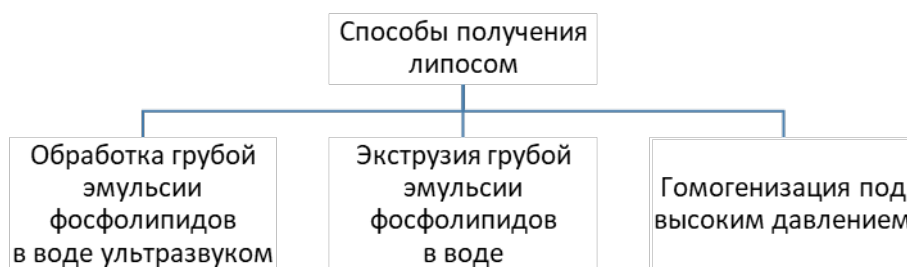 Способы получения
липосом
Обработка грубой
эмульсии
фосфолипидов
в воде ультразвуком
Экструзия грубой
эмульсии
фосфолипидов
в воде
Гомогенизация под
высоким давлением